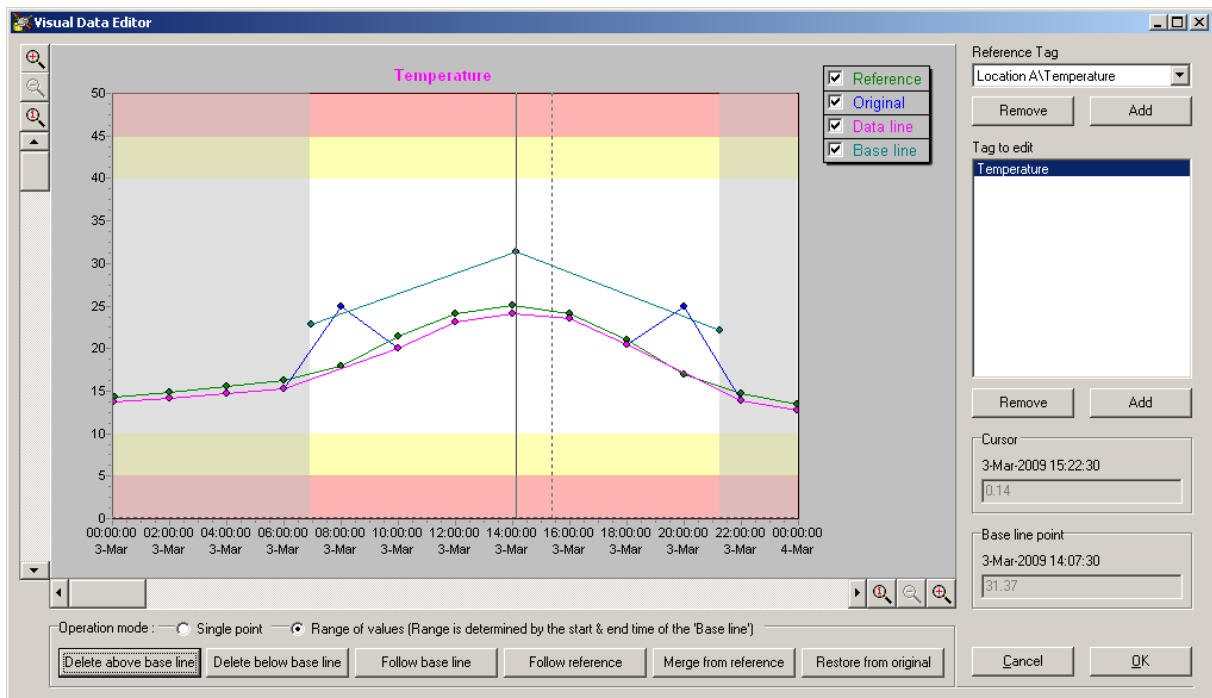 Visual Data Editor
Temperature
Reference
Original
Data line
Base line
50
45
40
35
30
25
20
15
10
5
0
00:00:00 02:00:00 04:00:00 06:00:00 08:00:00 10:00:00 12:00:00 14:00:00 16:00:00 18:00:00 20:00:00 22:00:00 00:00:00
3-Mar 3-Mar 3-Mar 3-Mar 3-Mar 3-Mar 3-Mar 3-Mar 3-Mar 3-Mar 3-Mar 3-Mar 4-Mar
Operation mode : Single point Range of values (Range is determined by the start & end time of the 'Base line')
Delete above base line Delete below base line Follow base line Follow reference Merge from reference Restore from original
Reference Tag
Location A\Temperature
Remove Add
Tag to edit
Temperature
Remove Add
Cursor
3-Mar-2009 15:22:30
0.14
Base line point
3-Mar-2009 14:07:30
31.37
Cancel OK